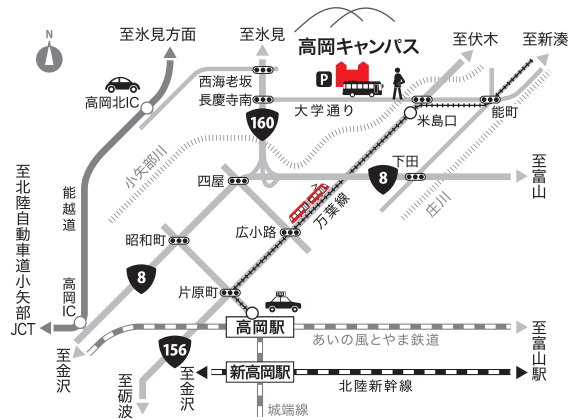 N
至氷見方面
至氷見
高岡キャンパス
至伏木
至新湊
西海老坂
高岡北IC
長慶寺南
P
大学通り
米島口
能町
160
小矢部川
下田
8
至富山
四屋
能越道
庄川
万葉線
昭和町
広小路
至北陸自動車道小矢部JCT
高岡IC
8
片原町
高岡駅
あいの風とやま鉄道
至金沢
156
至富山駅
至砺波
至金沢
新高岡駅
北陸新幹線
城端線